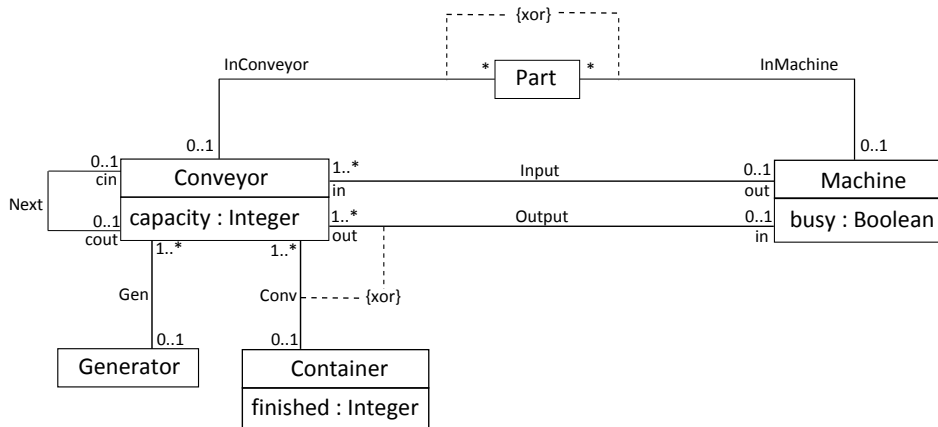 {xor}
InConveyor
*
Part
*
InMachine
0..1
0..1
0..1
cin
Conveyor
1..*
in
Input
0..1
out
Machine
Next
0..1
cout
capacity : Integer
1..*
out
Output
0..1
in
busy : Boolean
1..*
1..*
Gen
Conv
{xor}
0..1
0..1
Generator
Container
finished : Integer